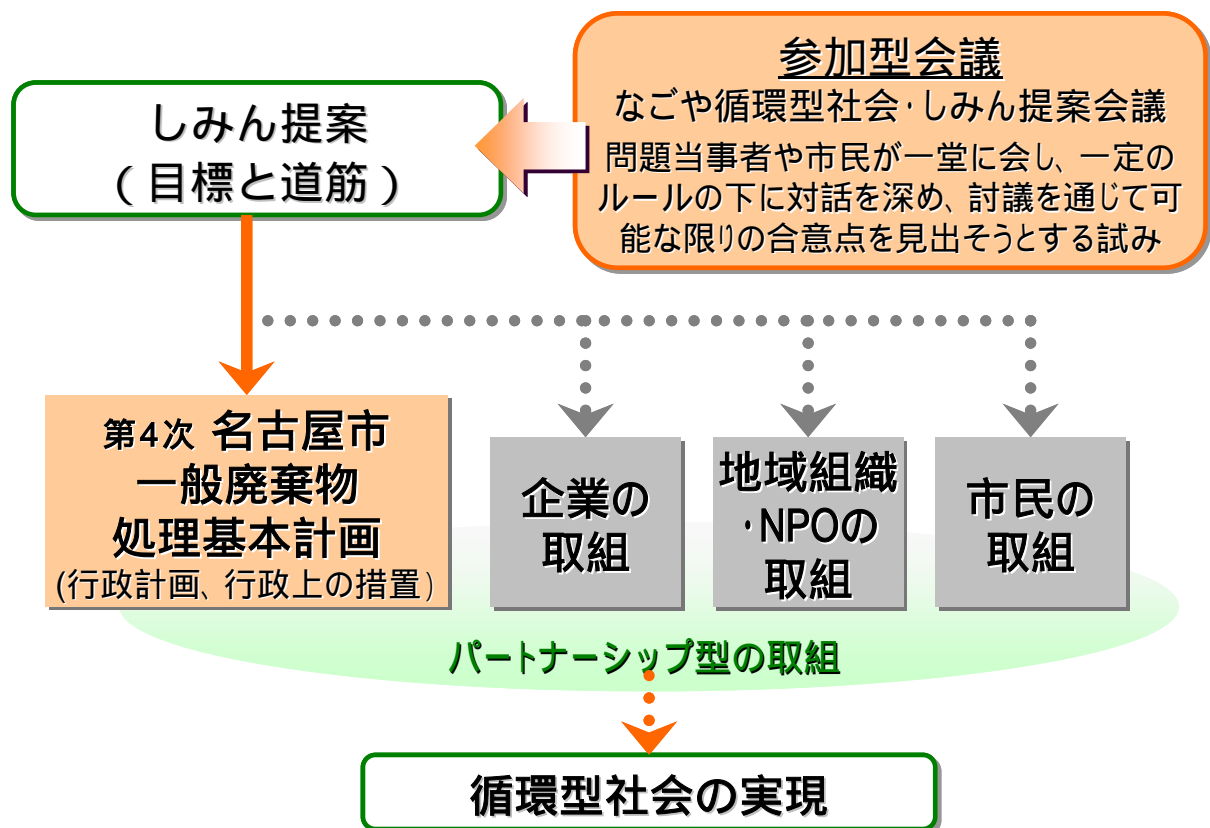 参加型会議
なごや循環型社会・しみん提案会議
問題当事者や市民が一堂に会し、一定の
ルールの下に対話を深め、討議を通じて可
能な限りの合意点を見出そうとする試み
しみん提案
（目標と道筋）
第4次 名古屋市
一般廃棄物
処理基本計画
(行政計画、行政上の措置)
企業の
取組
地域組織
・NPOの
取組
市民の
取組
パートナーシップ型の取組
循環型社会の実現